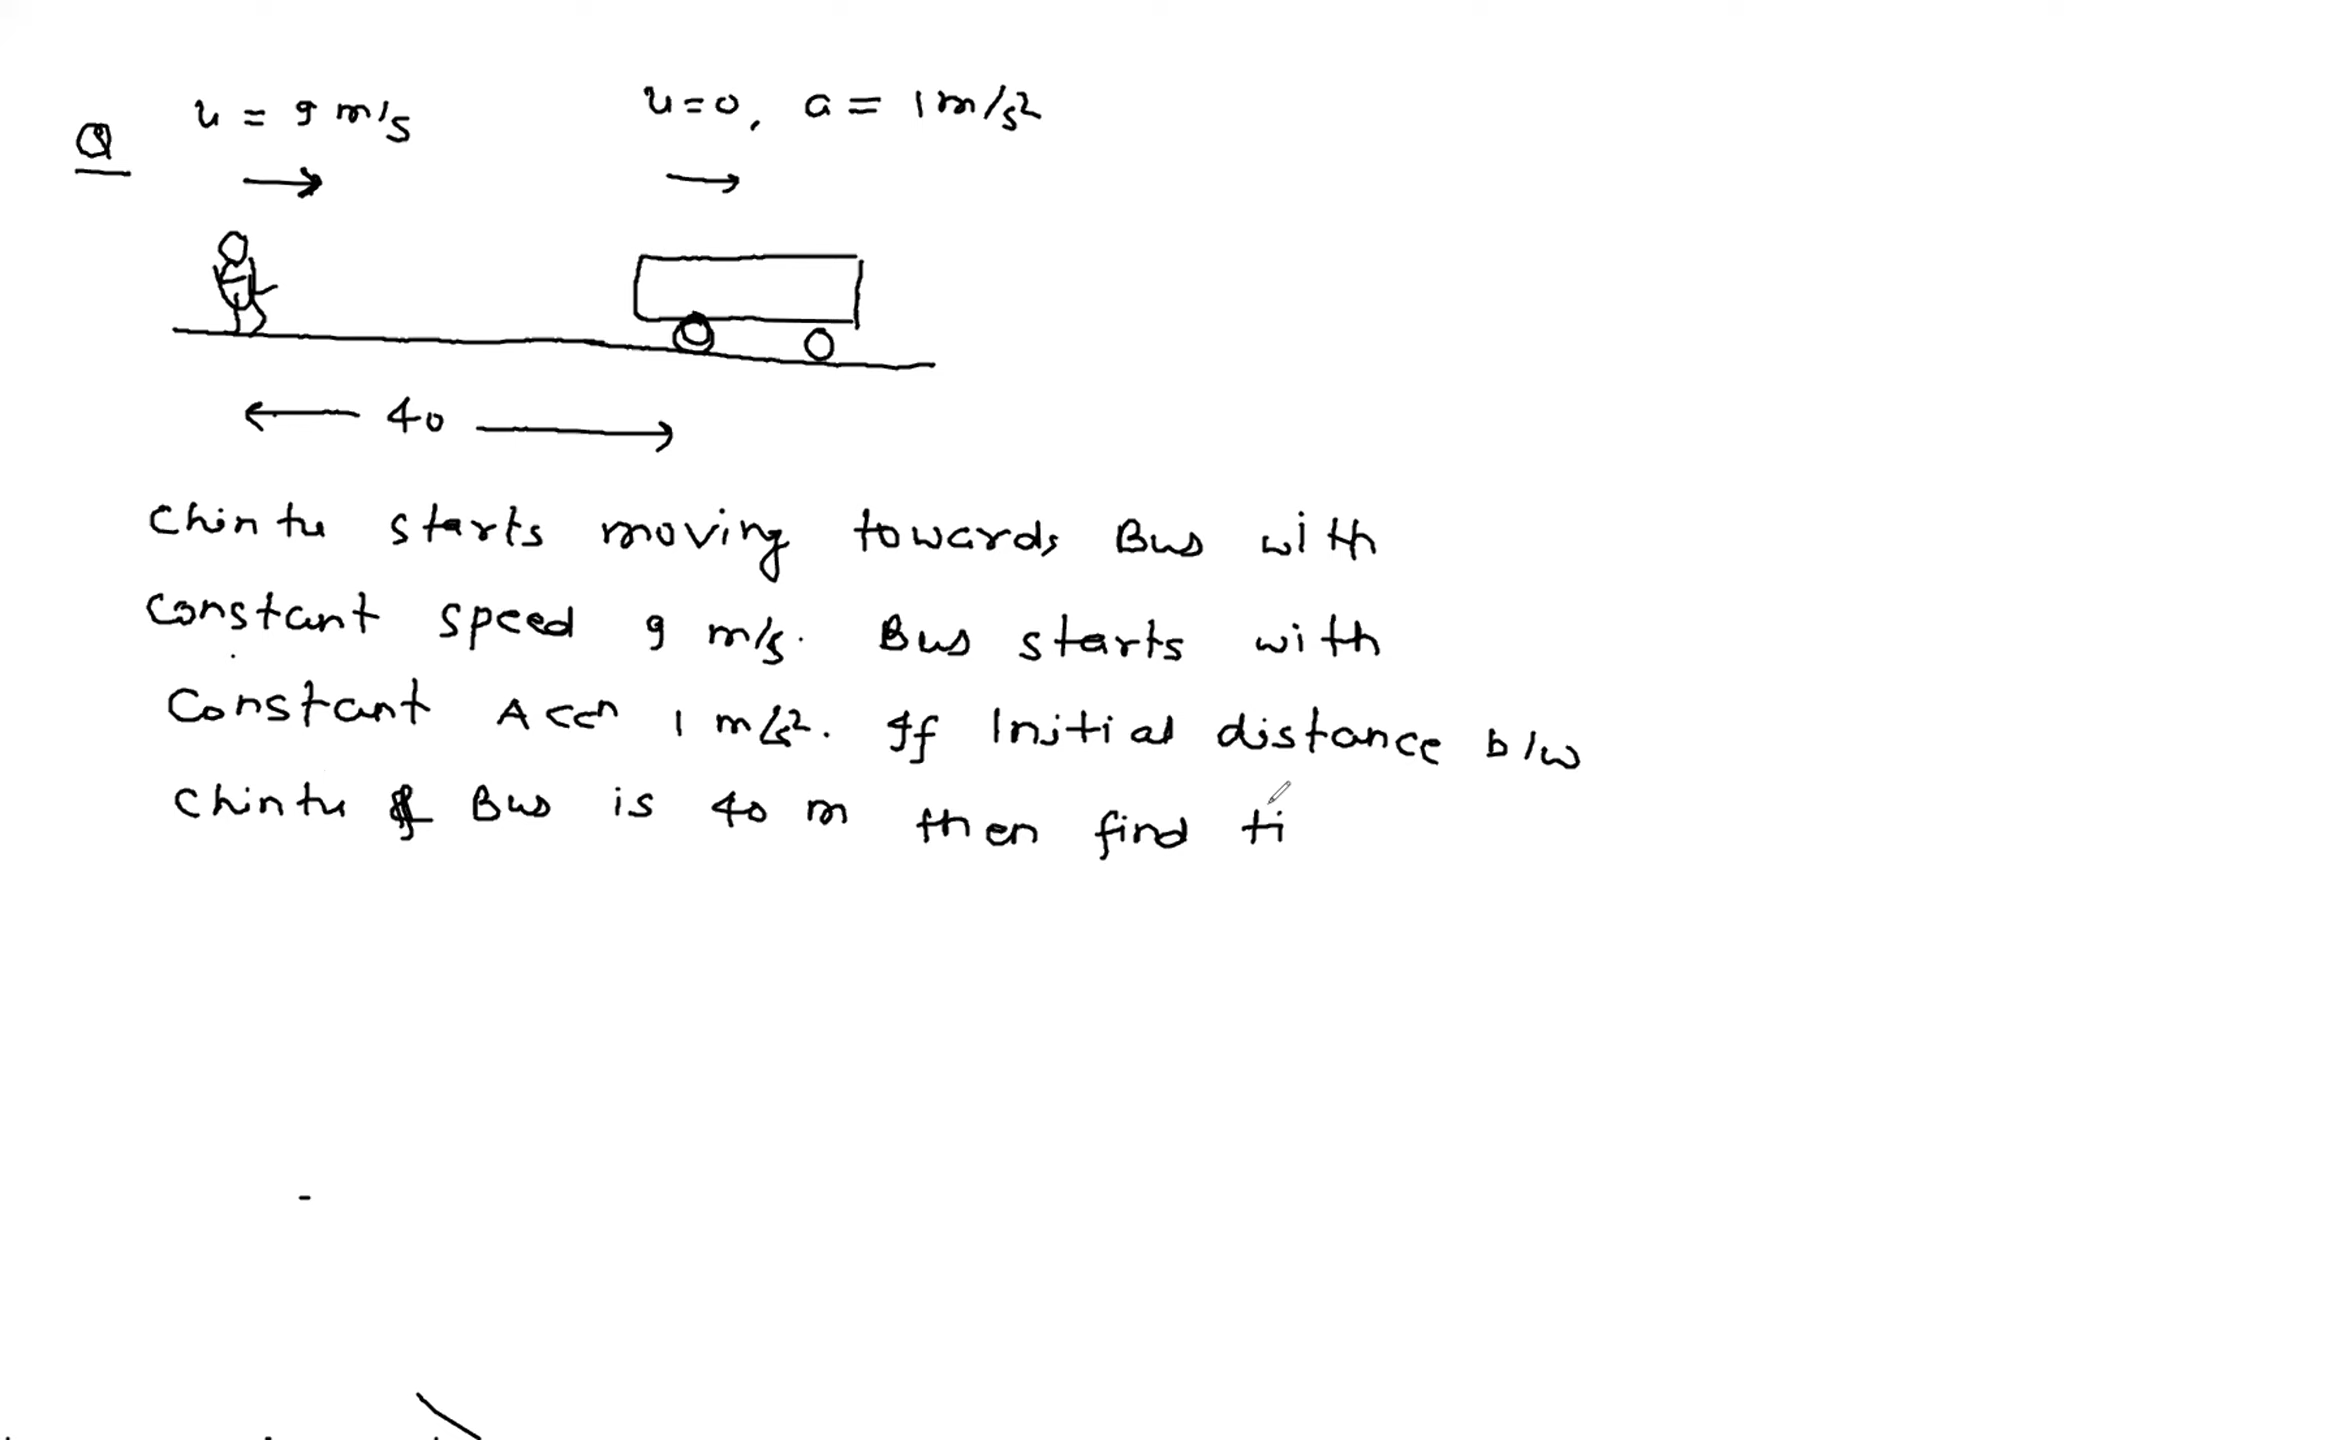 Q u = 9 m/s u=0, a = 1m/s²
40
Chintu starts moving towards Bus with
constant speed 9 m/s. Bus starts with
constant Accn 1 m/s². If Initial distance b/w
Chintu & Bus is 40 m then find ti